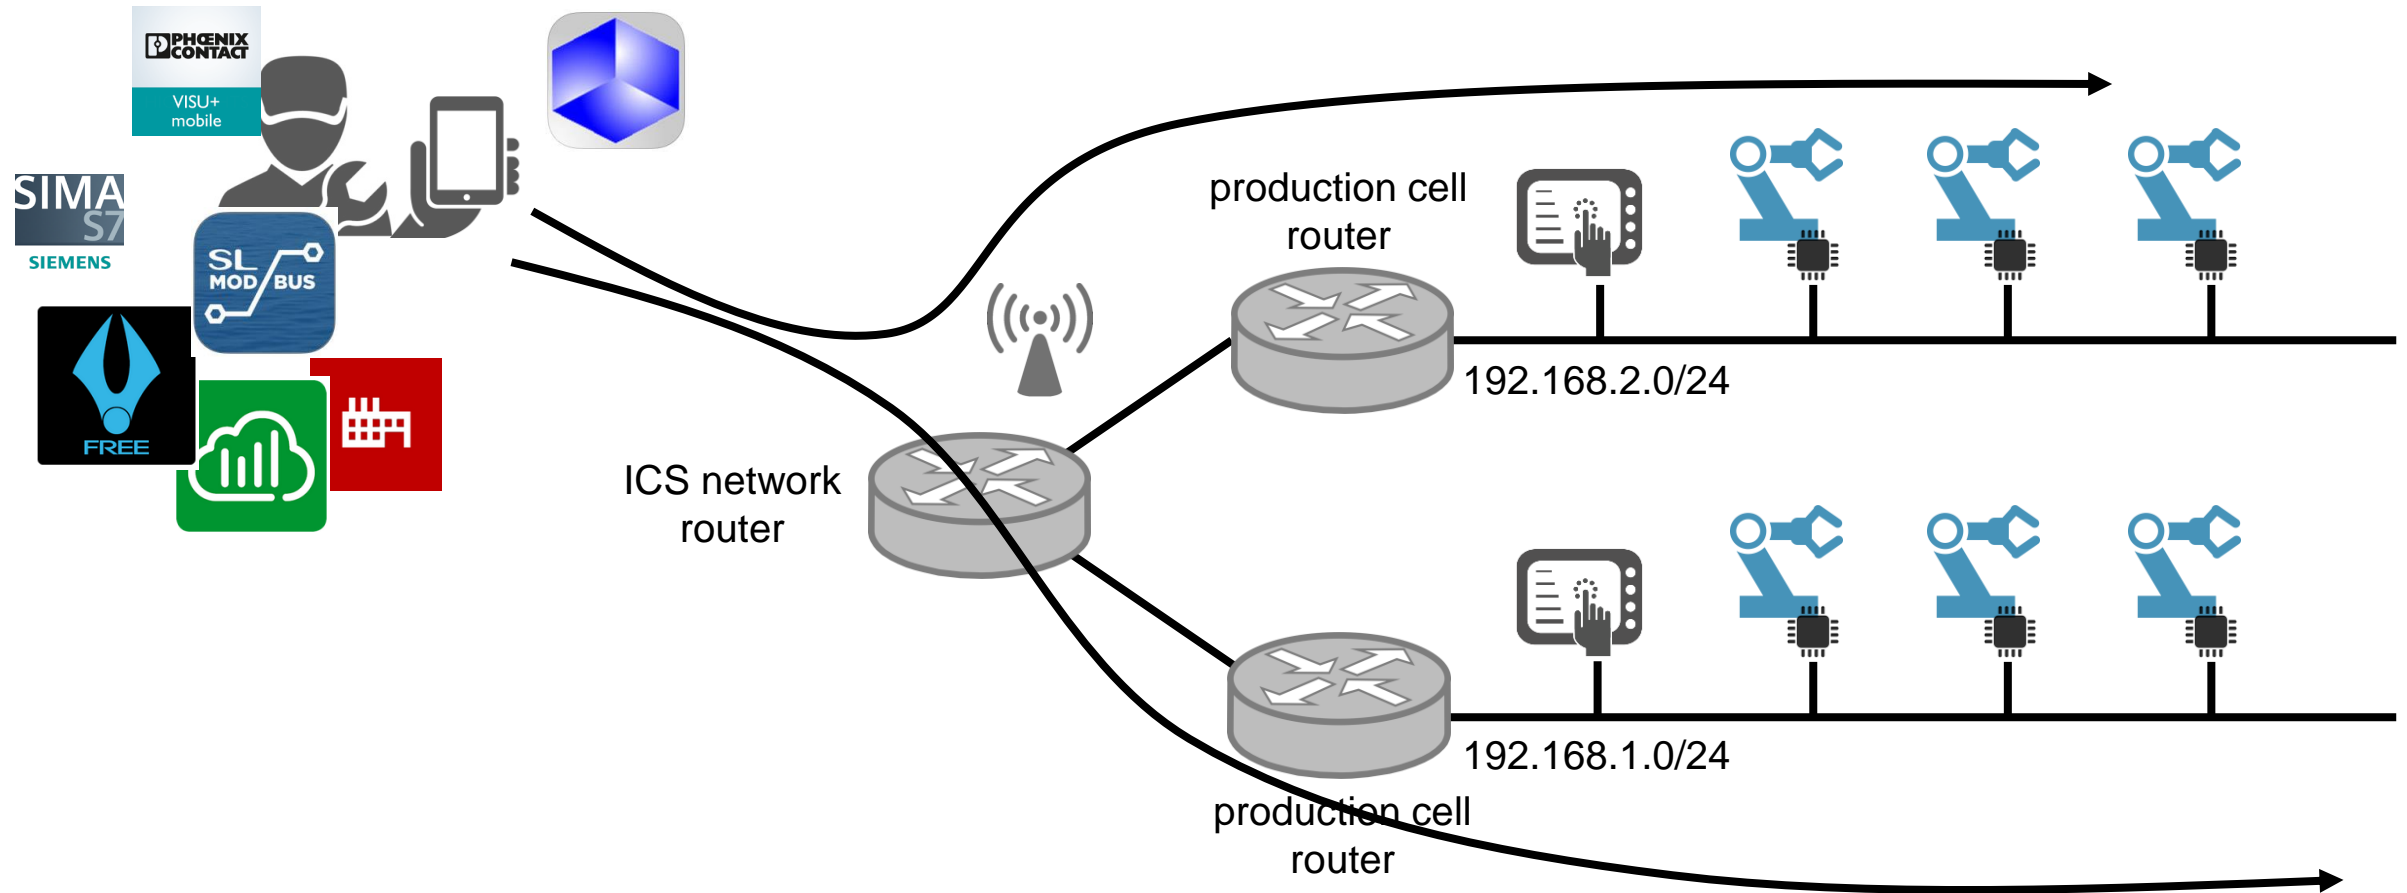 PHŒNIX
CONTACT
VISU+
mobile
SIMA
S7
SIEMENS
SL
MOD BUS
FREE
production cell
router
192.168.2.0/24
ICS network
router
192.168.1.0/24
production cell
router